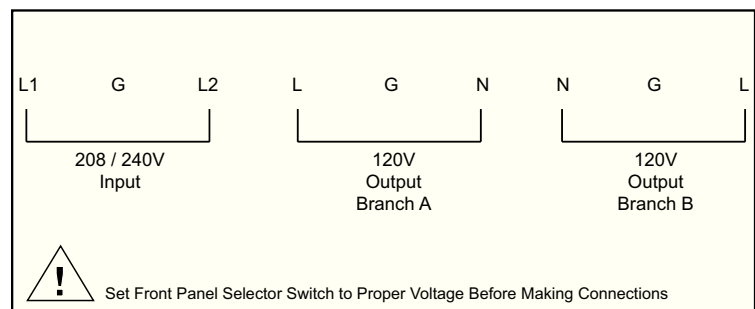 L1 G L2 L G N N G L
208 / 240V 120V 120V
Input Output Output
Branch A Branch B
! Set Front Panel Selector Switch to Proper Voltage Before Making Connections